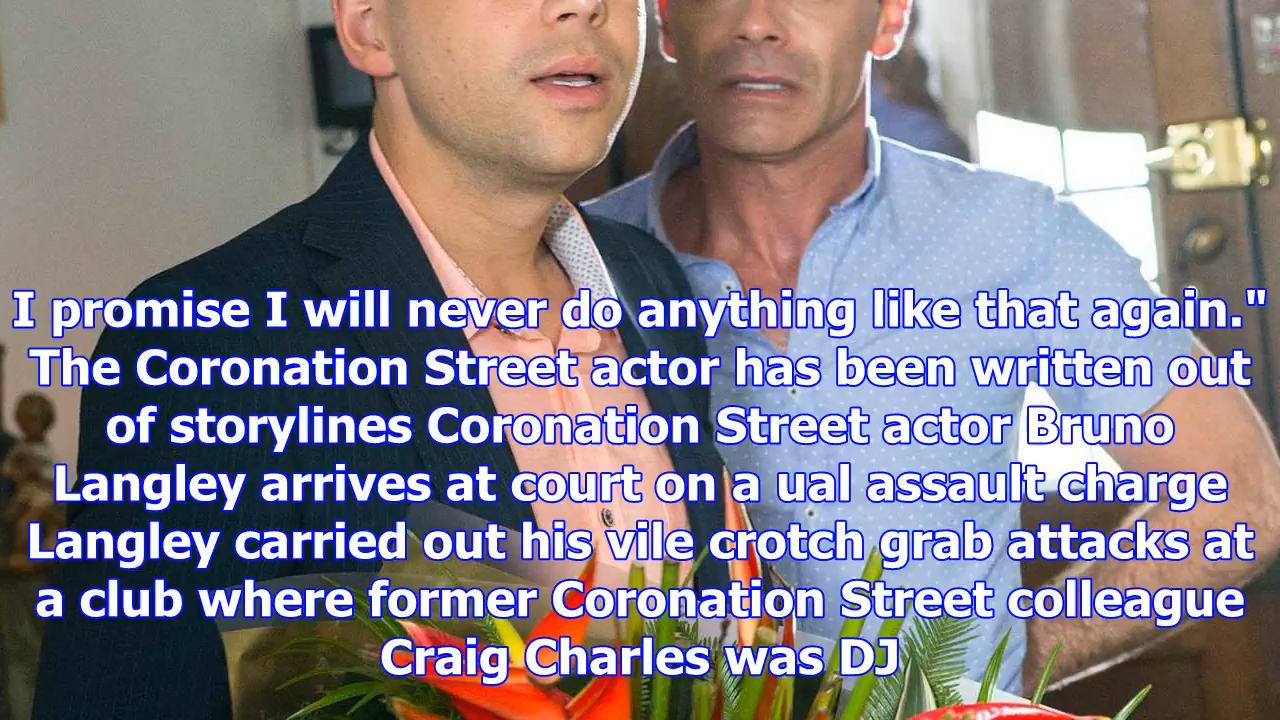 I promise I will never do anything like that again."
The Coronation Street actor has been written out
of storylines Coronation Street actor Bruno
Langley arrives at court on a ual assault charge
Langley carried out his vile crotch grab attacks at
a club where former Coronation Street colleague
Craig Charles was DJ